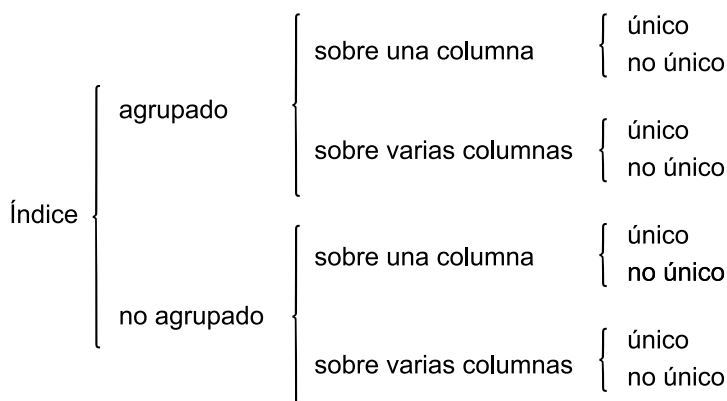 Índice
agrupado
sobre una columna
único
no único
sobre varias columnas
único
no único
no agrupado
sobre una columna
único
no único
sobre varias columnas
único
no único